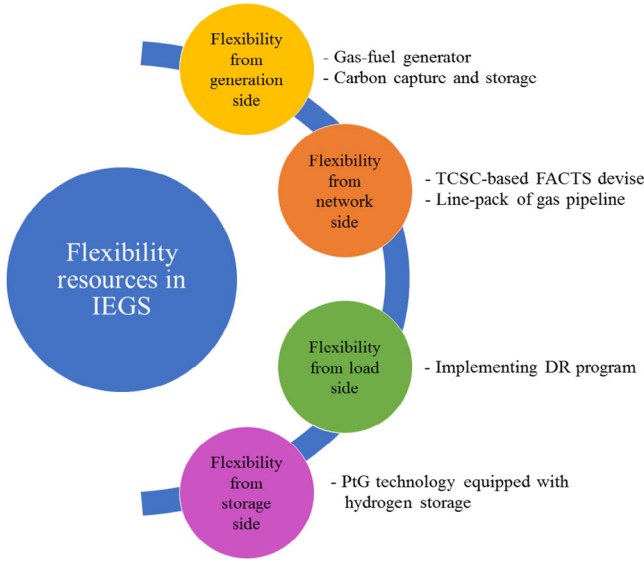 Flexibility
resources in
IEGS
Flexibility
from
generation
side
- Gas-fuel generator
- Carbon capture and storage
Flexibility
from
network
side
- TCSC-based FACTS devise
- Line-pack of gas pipeline
Flexibility
from load
side
- Implementing DR program
Flexibility
from
storage
side
- PtG technology equipped with
hydrogen storage